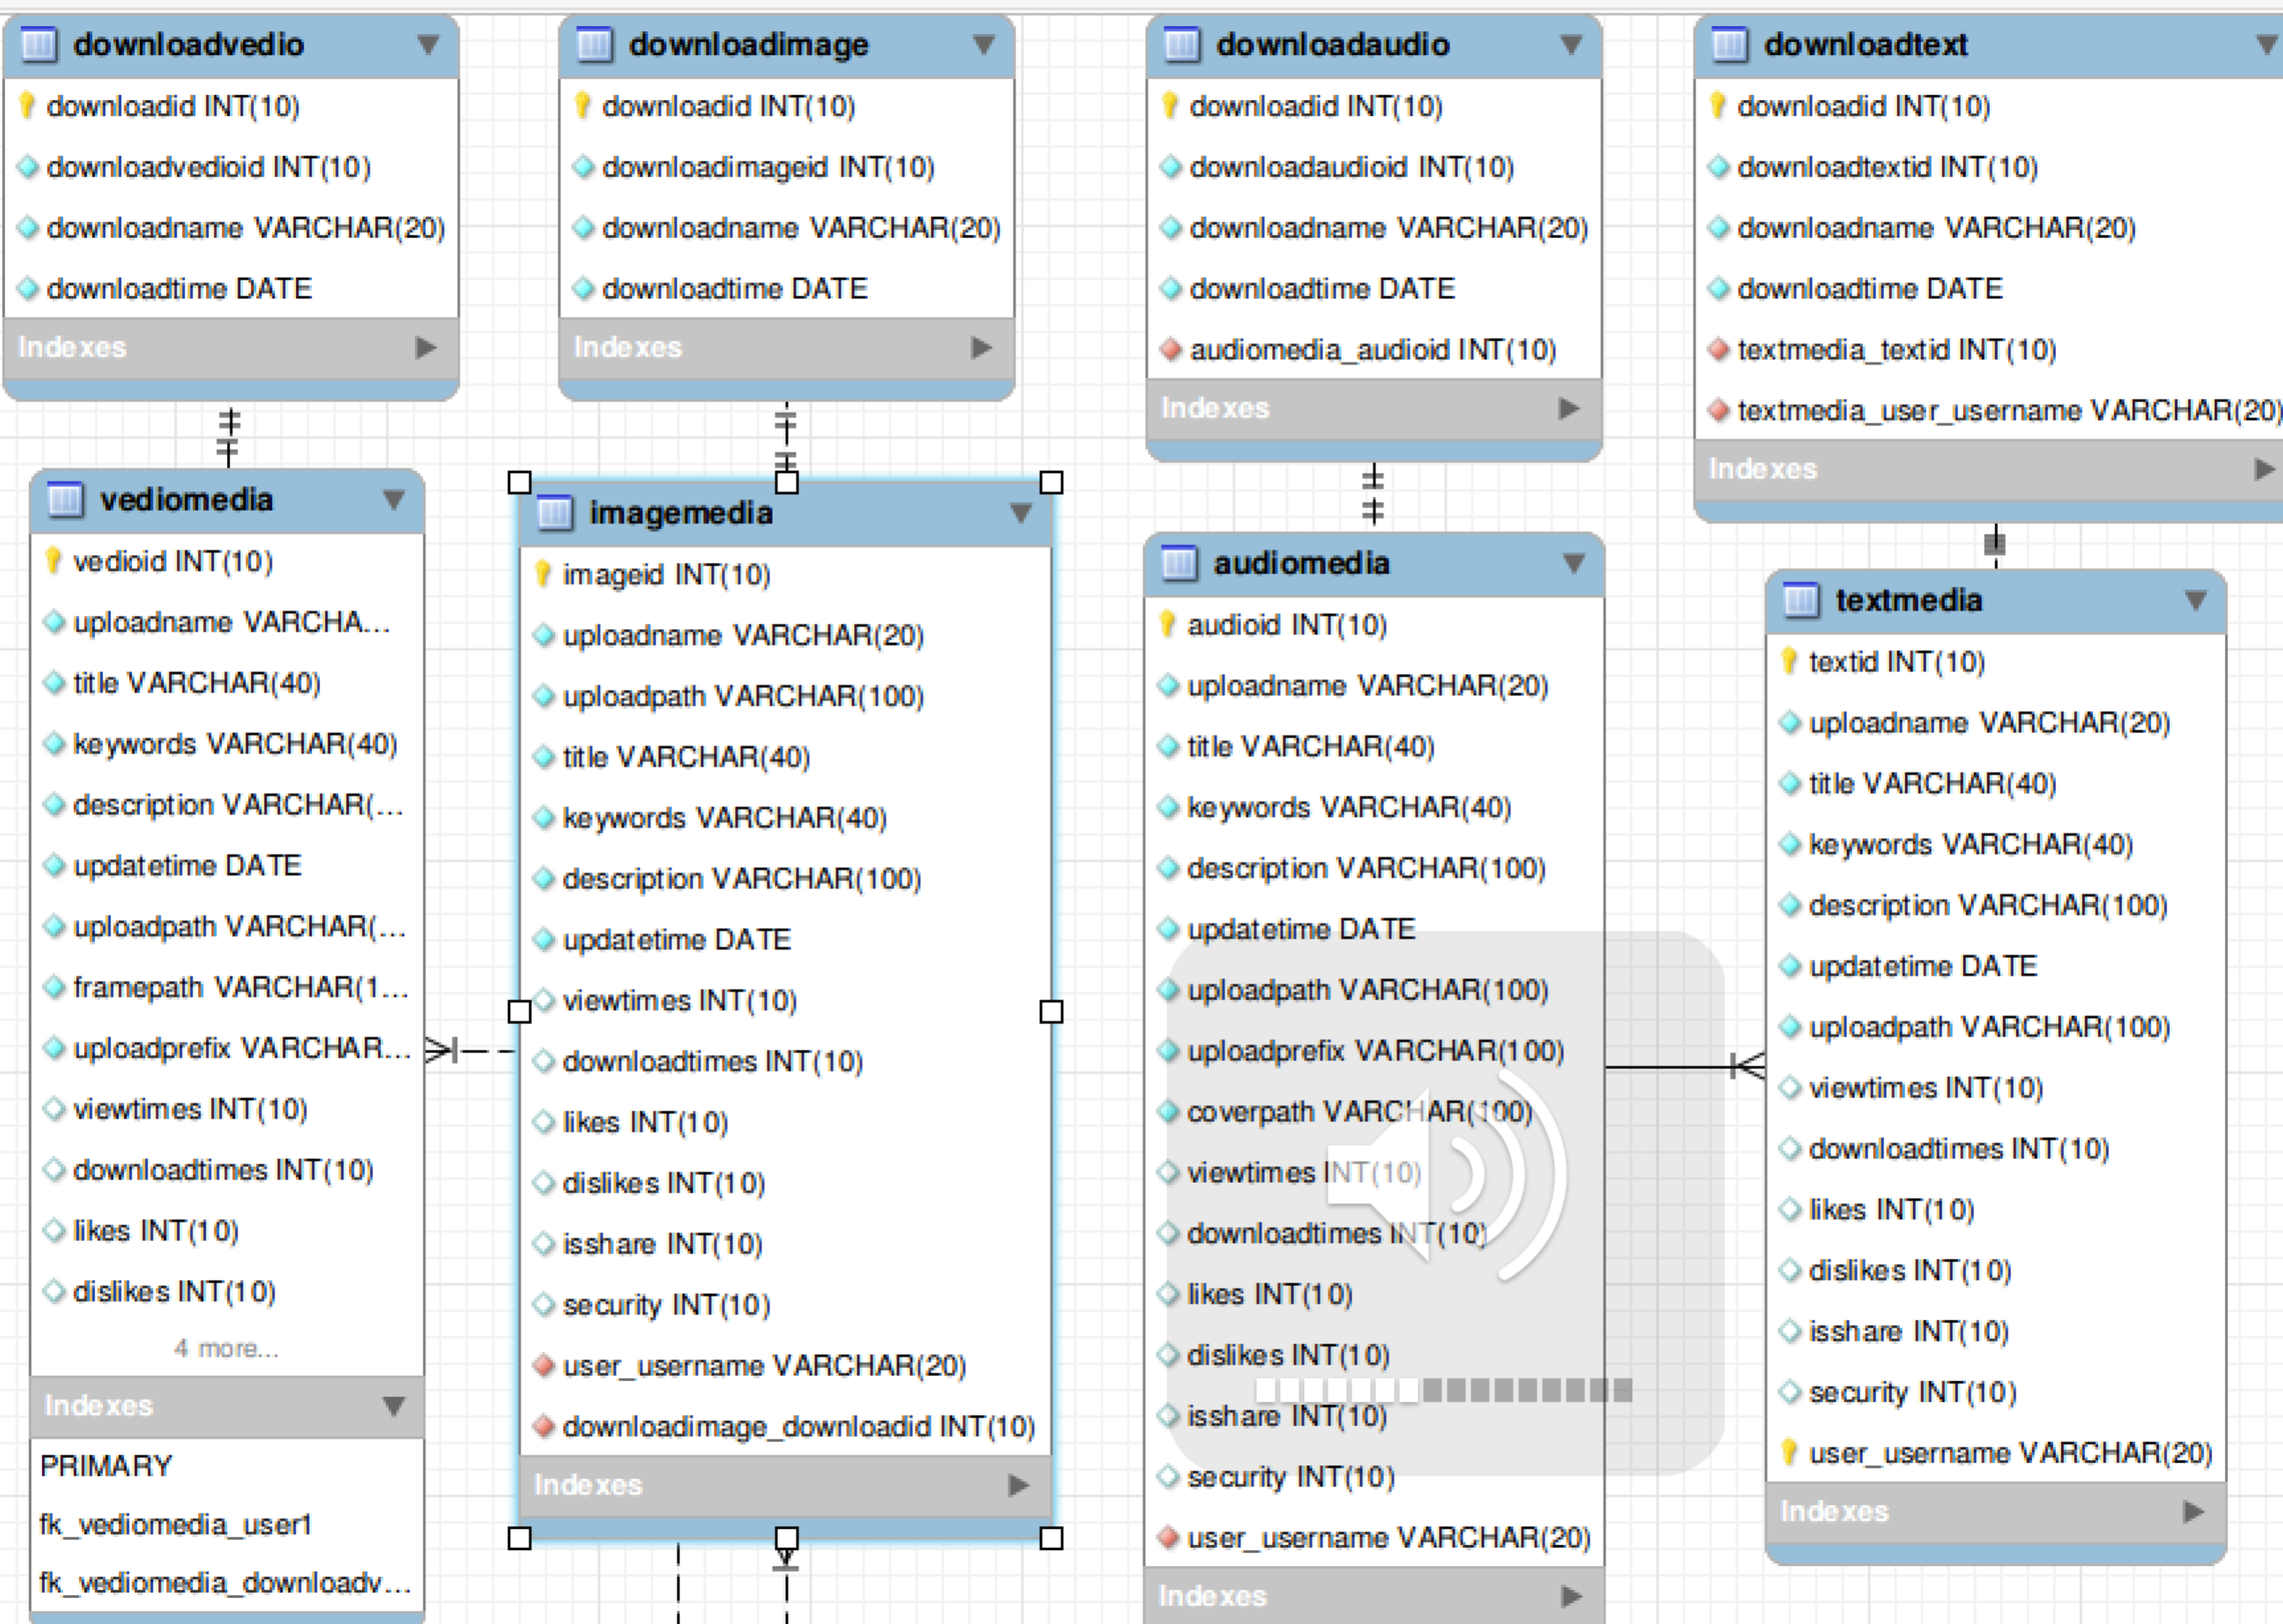 downloadvedio
downloadid INT(10)
downloadvedioid INT(10)
downloadname VARCHAR(20)
downloadtime DATE
Indexes
downloadimage
downloadid INT(10)
downloadimageid INT(10)
downloadname VARCHAR(20)
downloadtime DATE
Indexes
downloadaudio
downloadid INT(10)
downloadaudioid INT(10)
downloadname VARCHAR(20)
downloadtime DATE
audiomedia_audioid INT(10)
Indexes
downloadtext
downloadid INT(10)
downloadtextid INT(10)
downloadname VARCHAR(20)
downloadtime DATE
textmedia_textid INT(10)
textmedia_user_username VARCHAR(20)
Indexes
vediomedia
vedioid INT(10)
uploadname VARCHA...
title VARCHAR(40)
keywords VARCHAR(40)
description VARCHAR(...
updatetime DATE
uploadpath VARCHAR(...
framepath VARCHAR(1...
uploadprefix VARCHAR...
viewtimes INT(10)
downloadtimes INT(10)
likes INT(10)
dislikes INT(10)
4 more...
Indexes
PRIMARY
fk_vediomedia_user1
fk_vediomedia_downloadv...
imagemedia
imageid INT(10)
uploadname VARCHAR(20)
uploadpath VARCHAR(100)
title VARCHAR(40)
keywords VARCHAR(40)
description VARCHAR(100)
updatetime DATE
viewtimes INT(10)
downloadtimes INT(10)
likes INT(10)
dislikes INT(10)
isshare INT(10)
security INT(10)
user_username VARCHAR(20)
downloadimage_downloadid INT(10)
Indexes
audiomedia
audioid INT(10)
uploadname VARCHAR(20)
title VARCHAR(40)
keywords VARCHAR(40)
description VARCHAR(100)
updatetime DATE
uploadpath VARCHAR(100)
uploadprefix VARCHAR(100)
coverpath VARCHAR(100)
viewtimes INT(10)
downloadtimes INT(10)
likes INT(10)
dislikes INT(10)
isshare INT(10)
security INT(10)
user_username VARCHAR(20)
Indexes
textmedia
textid INT(10)
uploadname VARCHAR(20)
title VARCHAR(40)
keywords VARCHAR(40)
description VARCHAR(100)
updatetime DATE
uploadpath VARCHAR(100)
viewtimes INT(10)
downloadtimes INT(10)
likes INT(10)
dislikes INT(10)
isshare INT(10)
security INT(10)
user_username VARCHAR(20)
Indexes